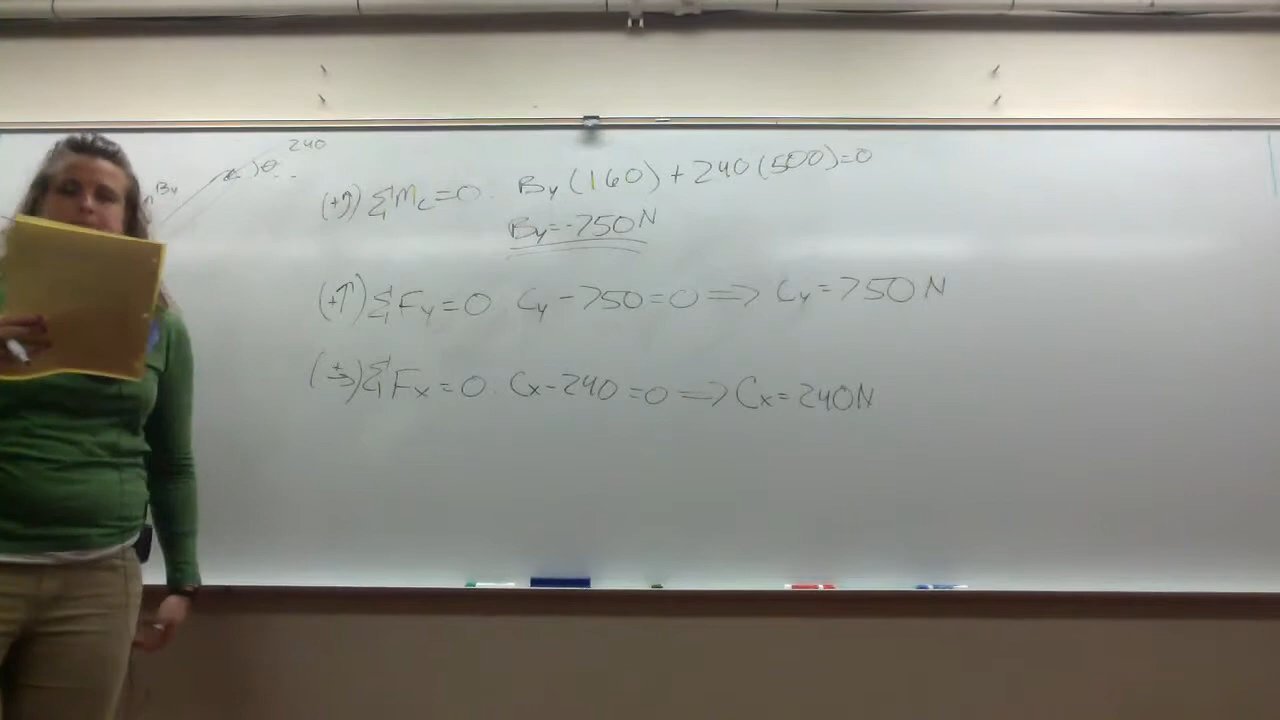 240
θ
By
(+↰) ΣMc=0. By(160)+240(500)=0
By=-750N
(+↑) ΣFy=0 Cy-750=0 ⟹ Cy=750N
(+→) ΣFx=0. Cx-240=0 ⟹ Cx=240N